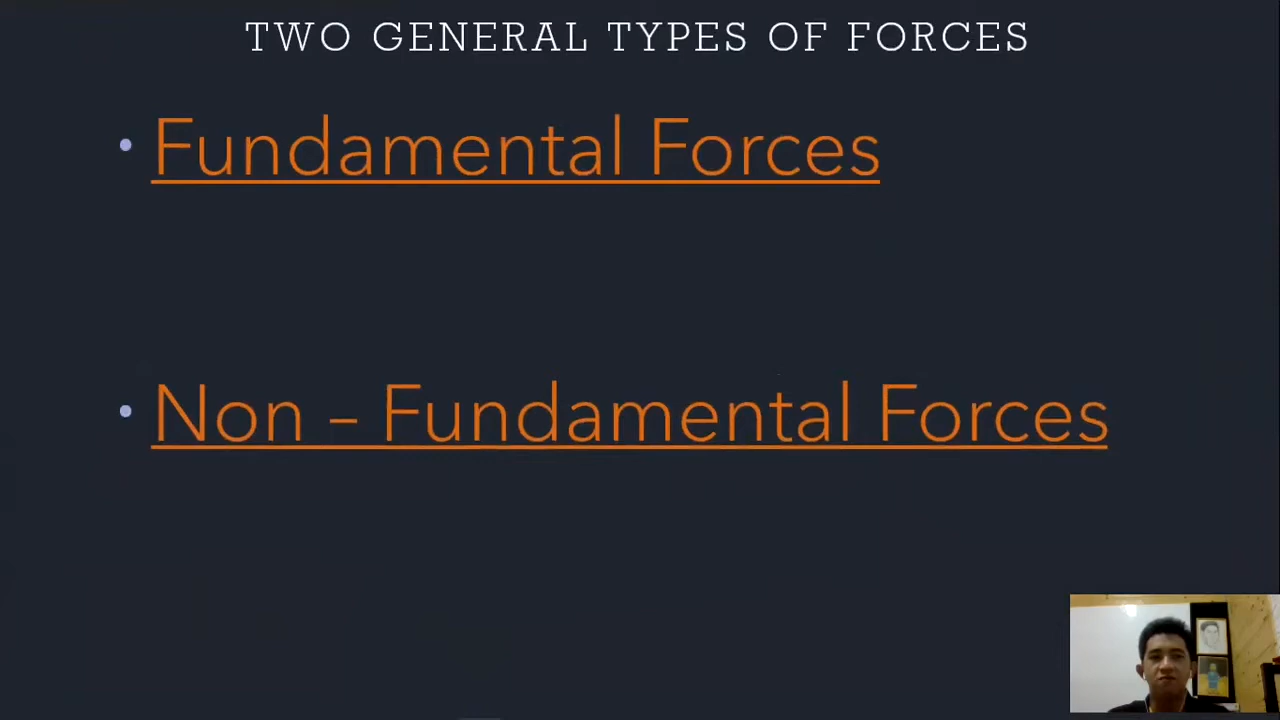 TWO GENERAL TYPES OF FORCES
• Fundamental Forces
• Non – Fundamental Forces